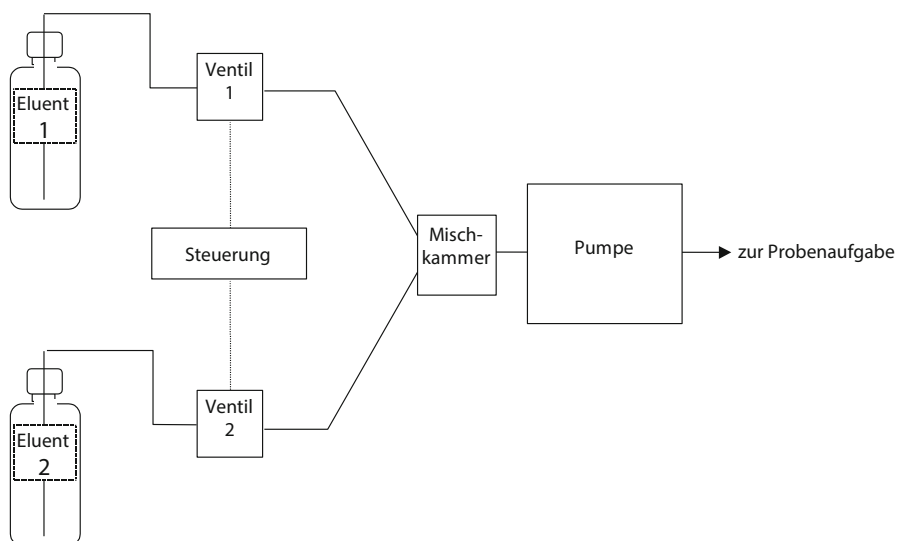 Eluent
1
Ventil
1
Steuerung
Misch-
kammer
Pumpe
zur Probenaufgabe
Eluent
2
Ventil
2